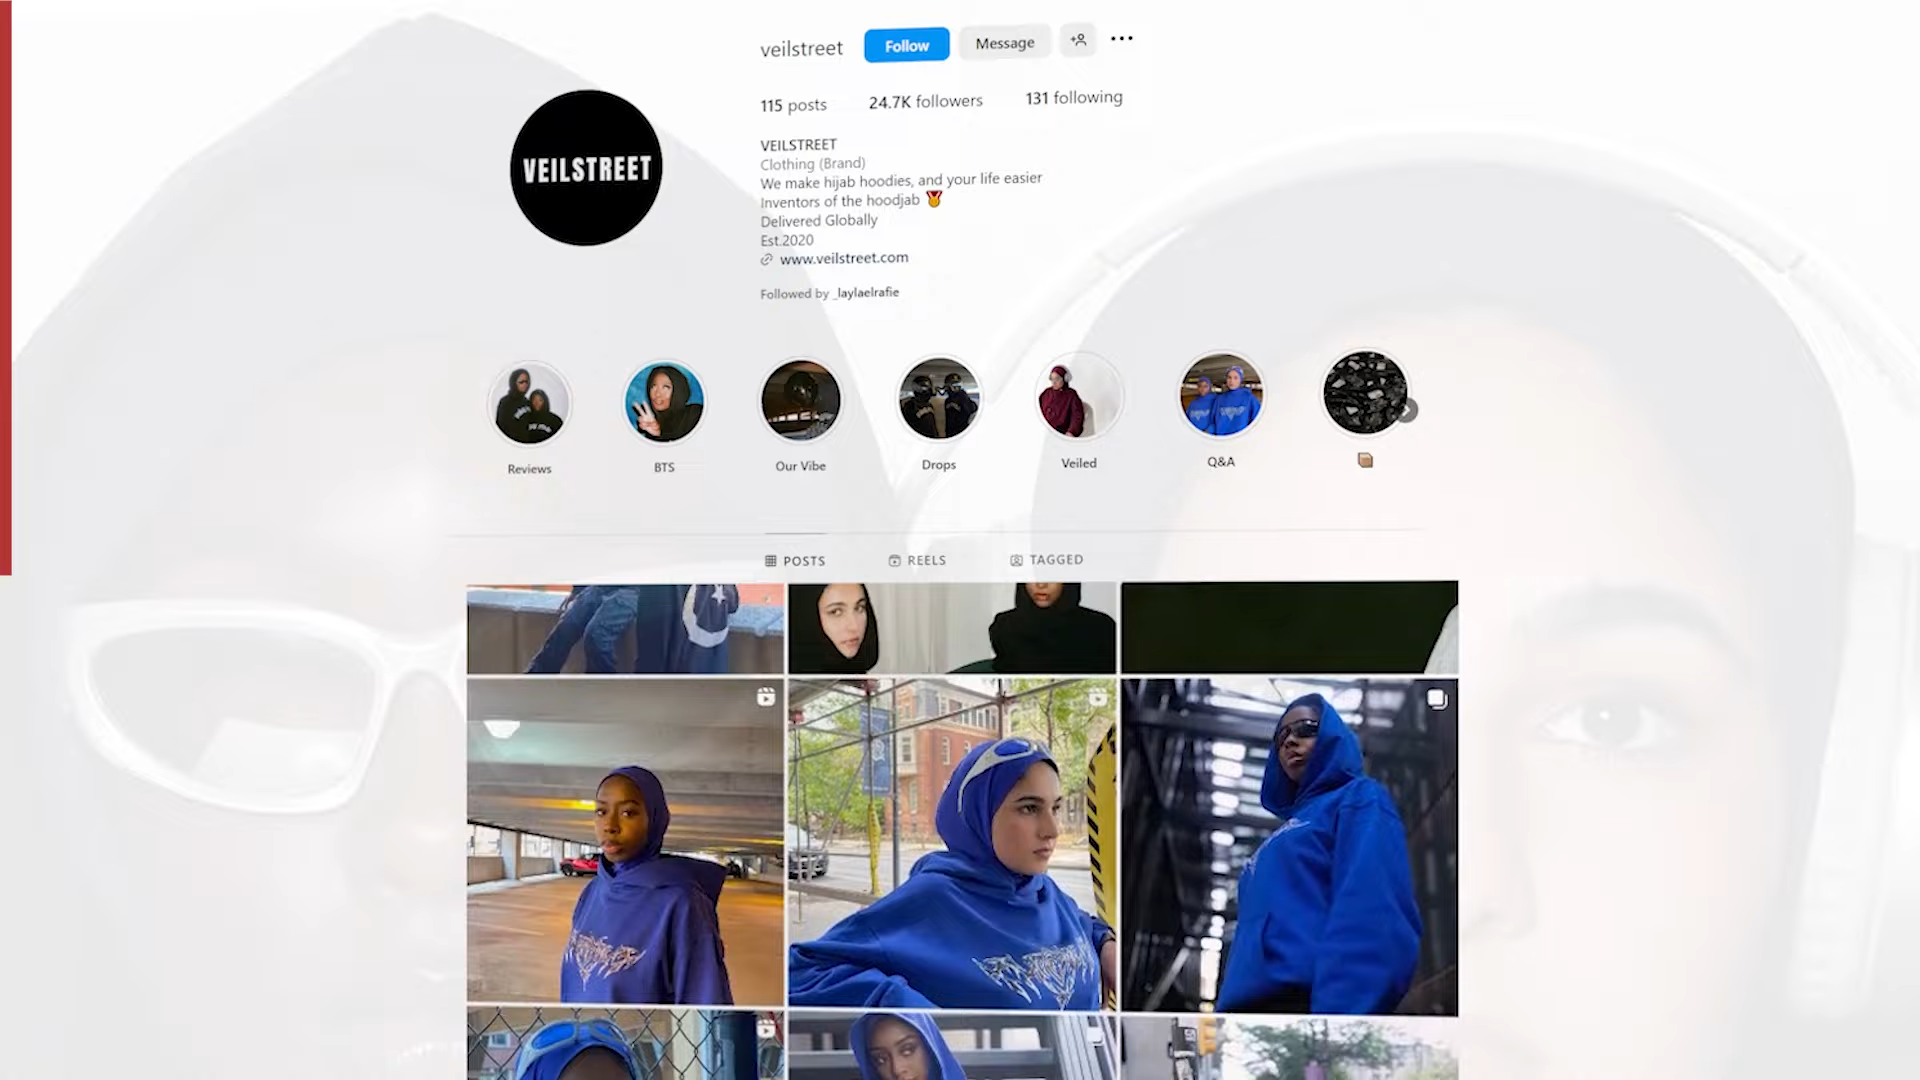 veilstreet Follow Message
115 posts 24.7K followers 131 following
VEILSTREET
VEILSTREET
Clothing (Brand)
We make hijab hoodies, and your life easier
Inventors of the hoodjab 🏅
Delivered Globally
Est.2020
www.veilstreet.com
Followed by _laylaelrafie
Reviews BTS Our Vibe Drops Veiled Q&A
POSTS REELS TAGGED